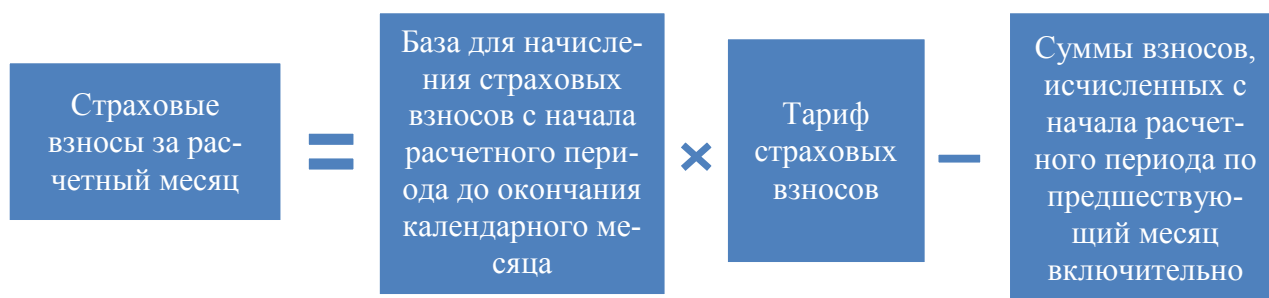 Страховые
взносы за рас-
четный месяц
=
База для начисле-
ния страховых
взносов с начала
расчетного пери-
ода до окончания
календарного ме-
сяца
×
Тариф
страховых
взносов
−
Суммы взносов,
исчисленных с
начала расчет-
ного периода по
предшествую-
щий месяц
включительно